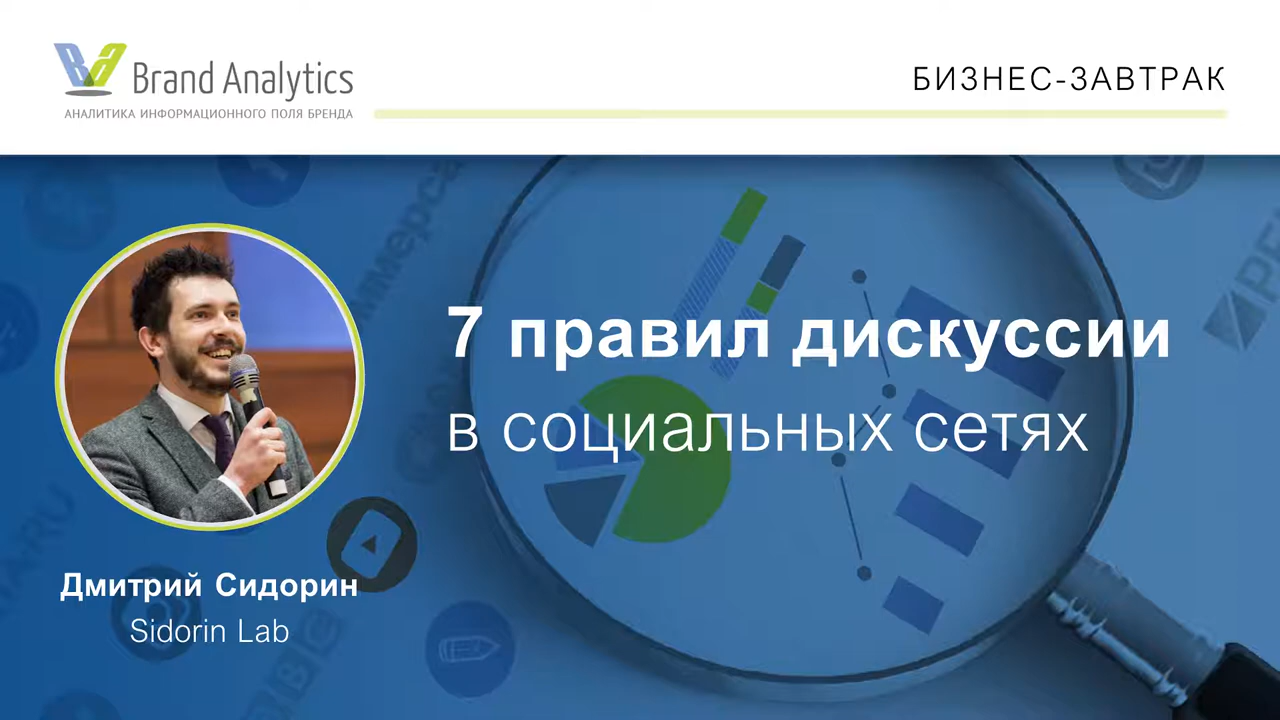 Brand Analytics
АНАЛИТИКА ИНФОРМАЦИОННОГО ПОЛЯ БРЕНДА
БИЗНЕС-ЗАВТРАК
7 правил дискуссии
в социальных сетях
Дмитрий Сидорин
Sidorin Lab